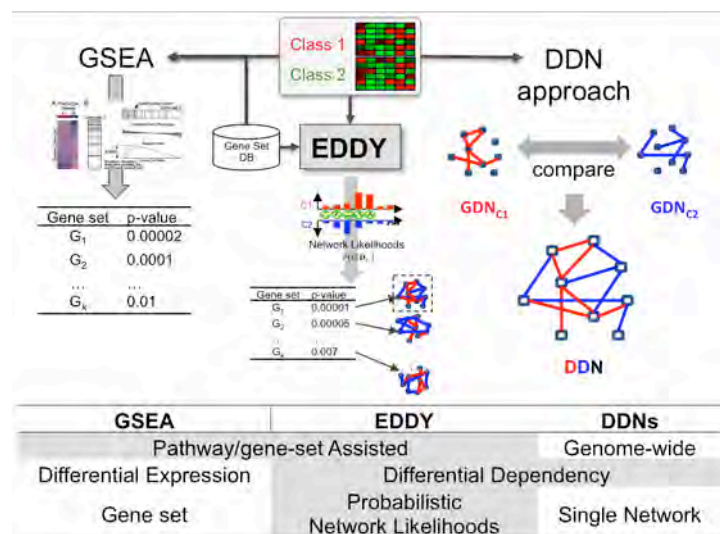 GSEA
Class 1
Class 2
DDN
approach
Gene Set
DB
EDDY
compare
GDNC1
GDNC2
C1
C2
Network Likelihoods
Gene set p-value
G1 0.00002
G2 0.0001
... ...
Gk 0.01
Gene set p-value
G1 0.00001
G2 0.00005
Gk 0.007
DDN
GSEA EDDY DDNs
Pathway/gene-set Assisted Genome-wide
Differential Expression Differential Dependency
Gene set Probabilistic Network Likelihoods Single Network